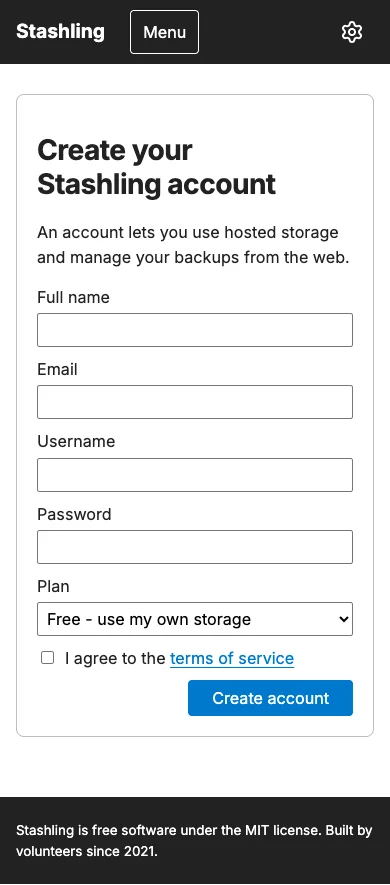 Stashling
Menu
Create your
Stashling account
An account lets you use hosted storage
and manage your backups from the web.
Full name
Email
Username
Password
Plan
Free - use my own storage
I agree to the terms of service
Create account
Stashling is free software under the MIT license. Built by
volunteers since 2021.